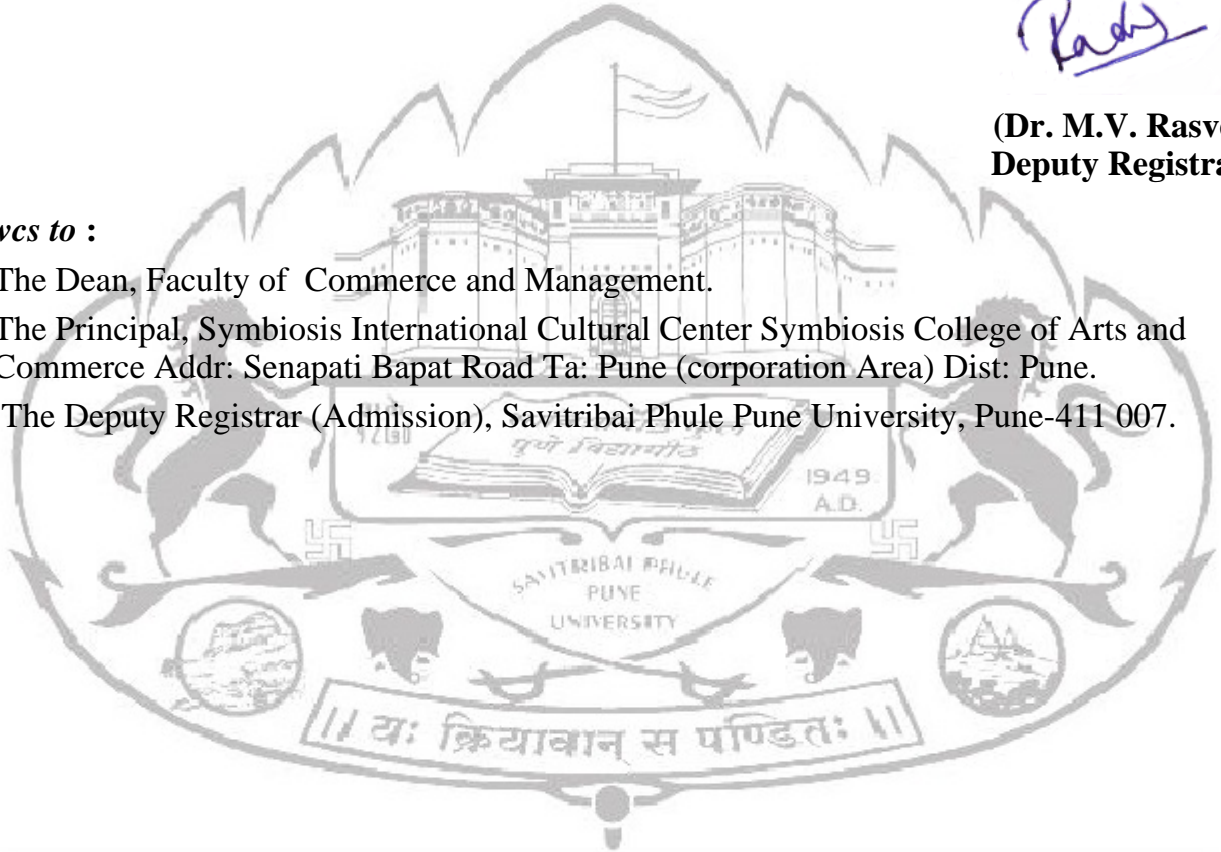 (Dr. M.V. Rasv
Deputy Registra
wcs to :
The Dean, Faculty of Commerce and Management.
The Principal, Symbiosis International Cultural Center Symbiosis College of Arts and
Commerce Addr: Senapati Bapat Road Ta: Pune (corporation Area) Dist: Pune.
The Deputy Registrar (Admission), Savitribai Phule Pune University, Pune-411 007.
पुणे विद्यापीठ
1949
A.D.
SAVITRIBAI PHULE
PUNE
UNIVERSITY
॥ यः क्रियावान् स पण्डितः ॥